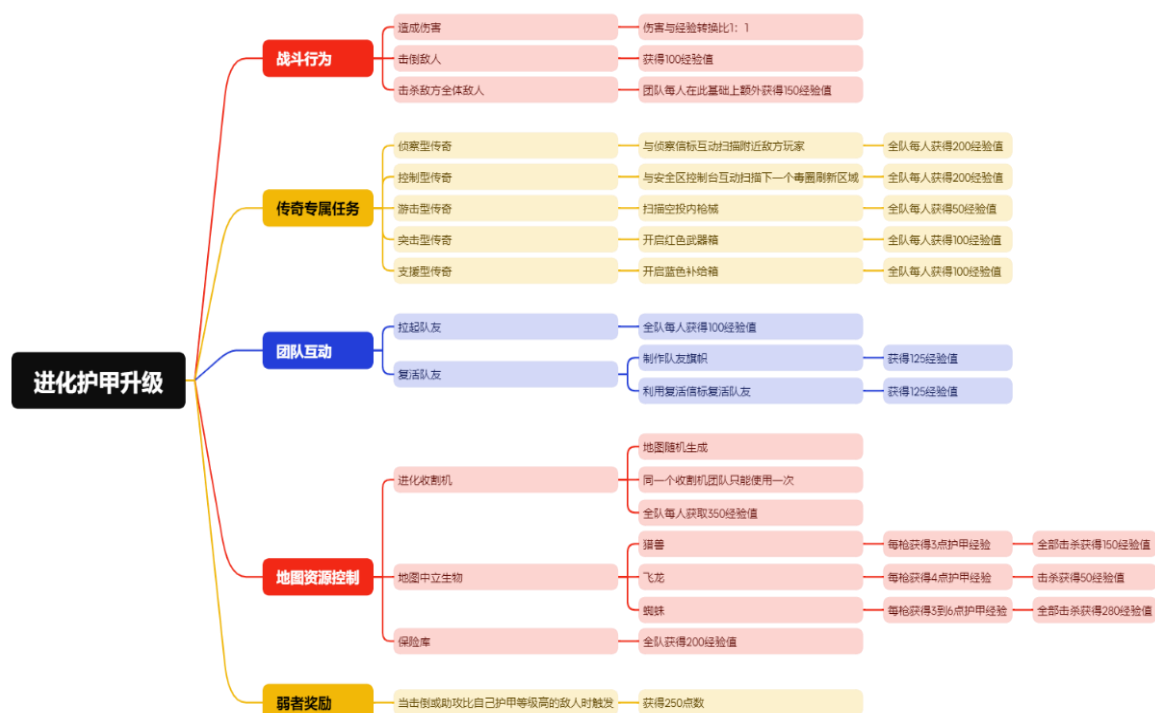 进化护甲升级
战斗行为
造成伤害
伤害与经验转换比1：1
击倒敌人
获得100经验值
击杀敌方全体敌人
团队每人在此基础上额外获得150经验值
传奇专属任务
侦察型传奇
与侦察信标互动扫描附近敌方玩家
全队每人获得200经验值
控制型传奇
与安全区控制台互动扫描下一个毒圈刷新区域
全队每人获得200经验值
游击型传奇
扫描空投内枪械
全队每人获得50经验值
突击型传奇
开启红色武器箱
全队每人获得100经验值
支援型传奇
开启蓝色补给箱
全队每人获得100经验值
团队互动
拉起队友
全队每人获得100经验值
复活队友
制作队友旗帜
获得125经验值
利用复活信标复活队友
获得125经验值
地图资源控制
进化收割机
地图随机生成
同一个收割机团队只能使用一次
全队每人获取350经验值
地图中立生物
猎兽
每枪获得3点护甲经验
全部击杀获得150经验值
飞龙
每枪获得4点护甲经验
击杀获得50经验值
蜘蛛
每枪获得3到6点护甲经验
全部击杀获得280经验值
保险库
全队获得200经验值
弱者奖励
当击倒或助攻比自己护甲等级高的敌人时触发
获得250点数